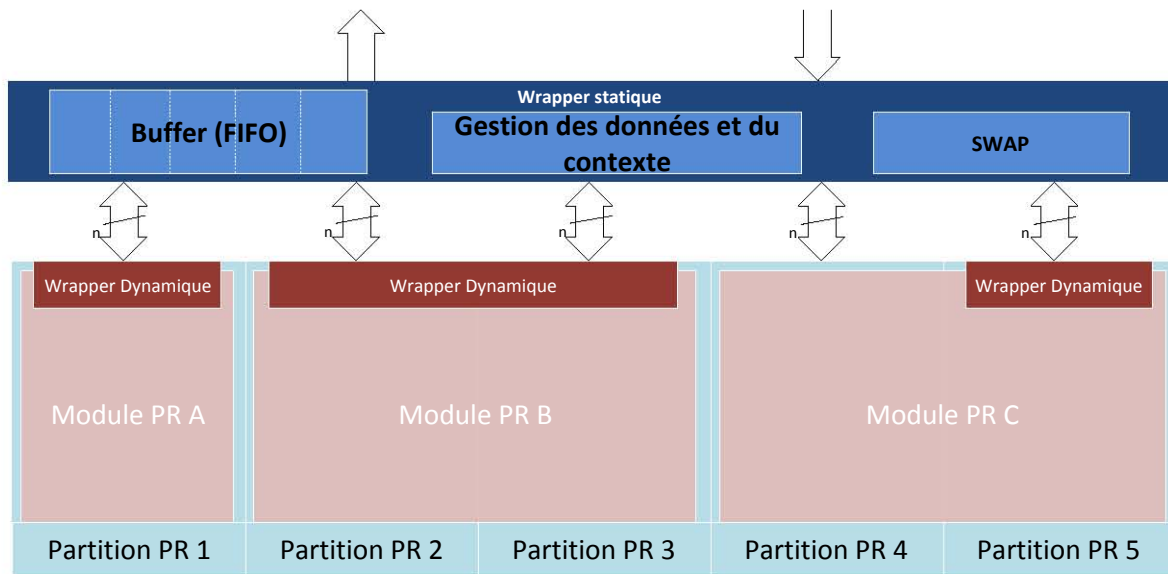 Wrapper statique
Buffer (FIFO)
Gestion des données et du
contexte
SWAP
n
n
n
n
n
Wrapper Dynamique
Wrapper Dynamique
Wrapper Dynamique
Module PR A
Module PR B
Module PR C
Partition PR 1
Partition PR 2
Partition PR 3
Partition PR 4
Partition PR 5